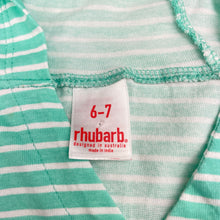 6-7
rhubarb.
designed in australia
made in india